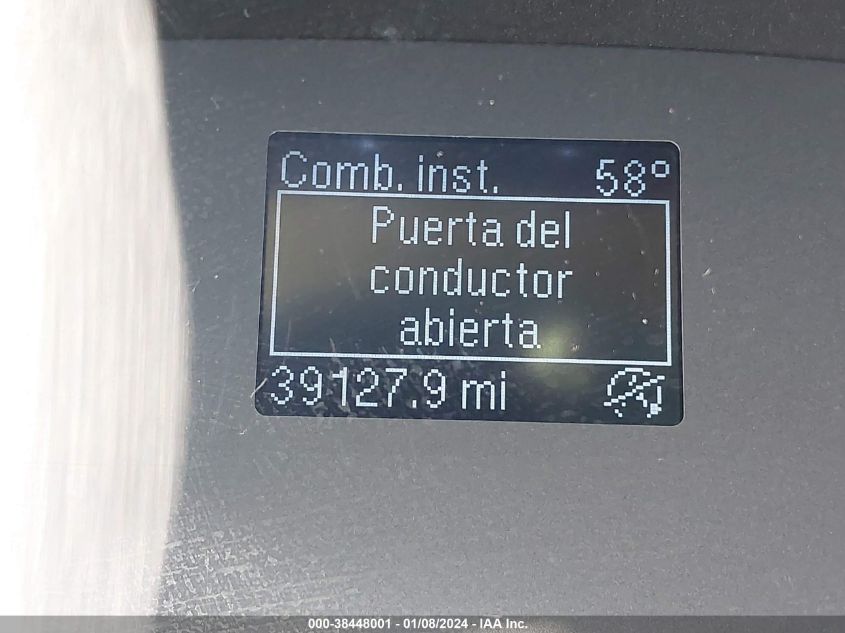 Comb. inst. 58°
Puerta del
conductor
abierta
39127.9 mi
000-38448001 - 01/08/2024 - IAA Inc.